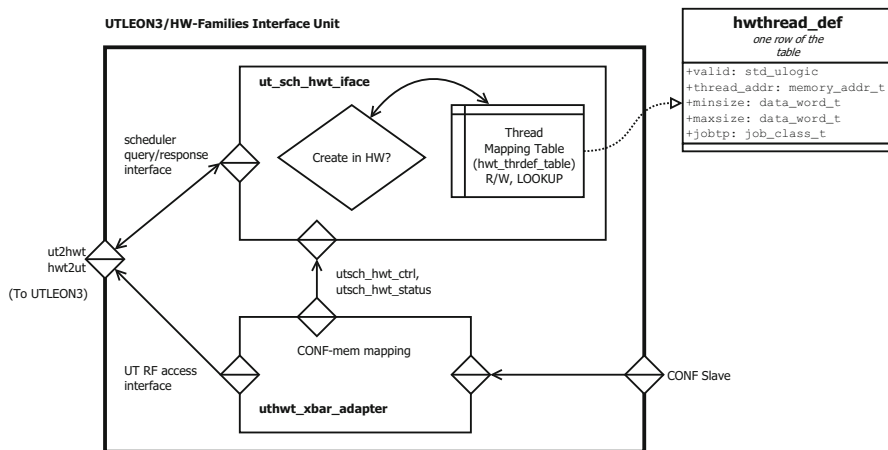 UTLEON3/HW-Families Interface Unit
hwthread_def
one row of the
table
+valid: std_ulogic
+thread_addr: memory_addr_t
+minsize: data_word_t
+maxsize: data_word_t
+jobtp: job_class_t
ut_sch_hwt_iface
Create in HW?
Thread
Mapping Table
(hwt_thrdef_table)
R/W, LOOKUP
scheduler
query/response
interface
ut2hwt
hwt2ut
(To UTLEON3)
utsch_hwt_ctrl,
utsch_hwt_status
CONF-mem mapping
UT RF access
interface
uthwt_xbar_adapter
CONF Slave